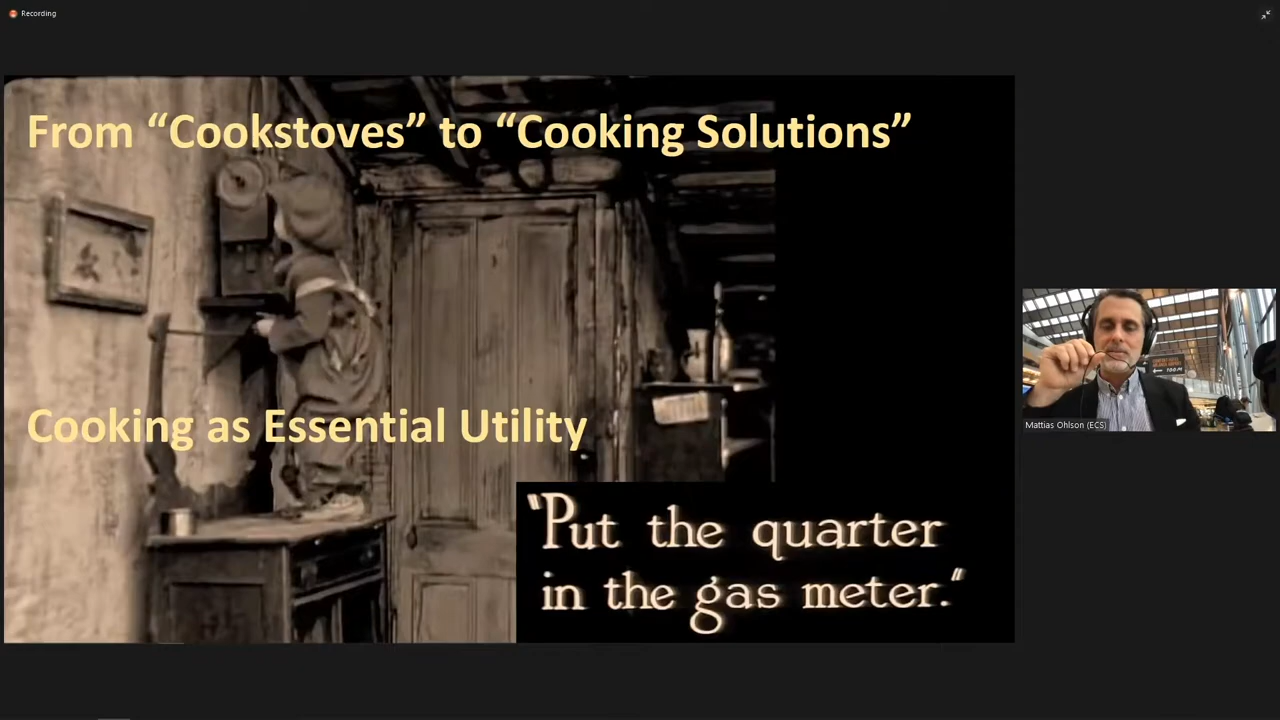 Recording
From “Cookstoves” to “Cooking Solutions”
Cooking as Essential Utility
"Put the quarter
in the gas meter."
Mattias Ohlson (ECS)